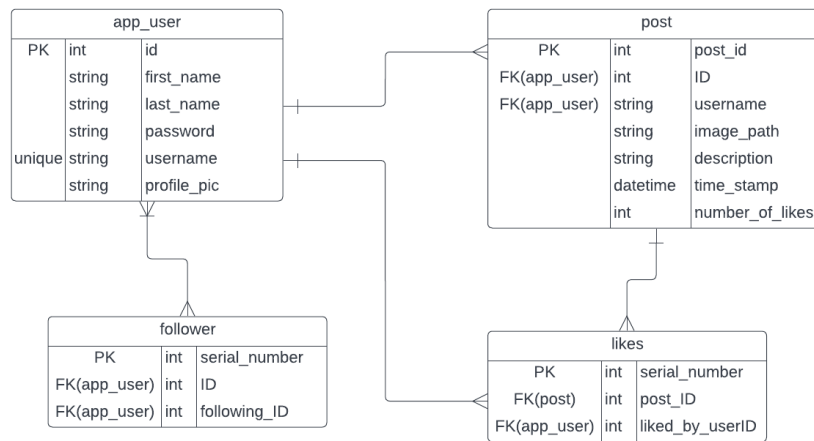 app_user
PK int id
string first_name
string last_name
string password
unique string username
string profile_pic
post
PK int post_id
FK(app_user) int ID
FK(app_user) string username
string image_path
string description
datetime time_stamp
int number_of_likes
follower
PK int serial_number
FK(app_user) int ID
FK(app_user) int following_ID
likes
PK int serial_number
FK(post) int post_ID
FK(app_user) int liked_by_userID